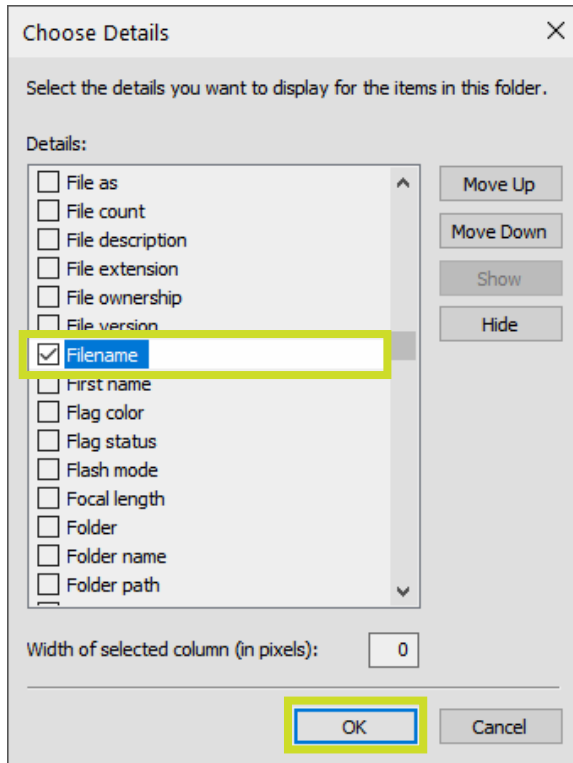 Choose Details
Select the details you want to display for the items in this folder.
Details:
File as
File count
File description
File extension
File ownership
File version
Filename
First name
Flag color
Flag status
Flash mode
Focal length
Folder
Folder name
Folder path
Move Up
Move Down
Show
Hide
Width of selected column (in pixels): 0
OK Cancel